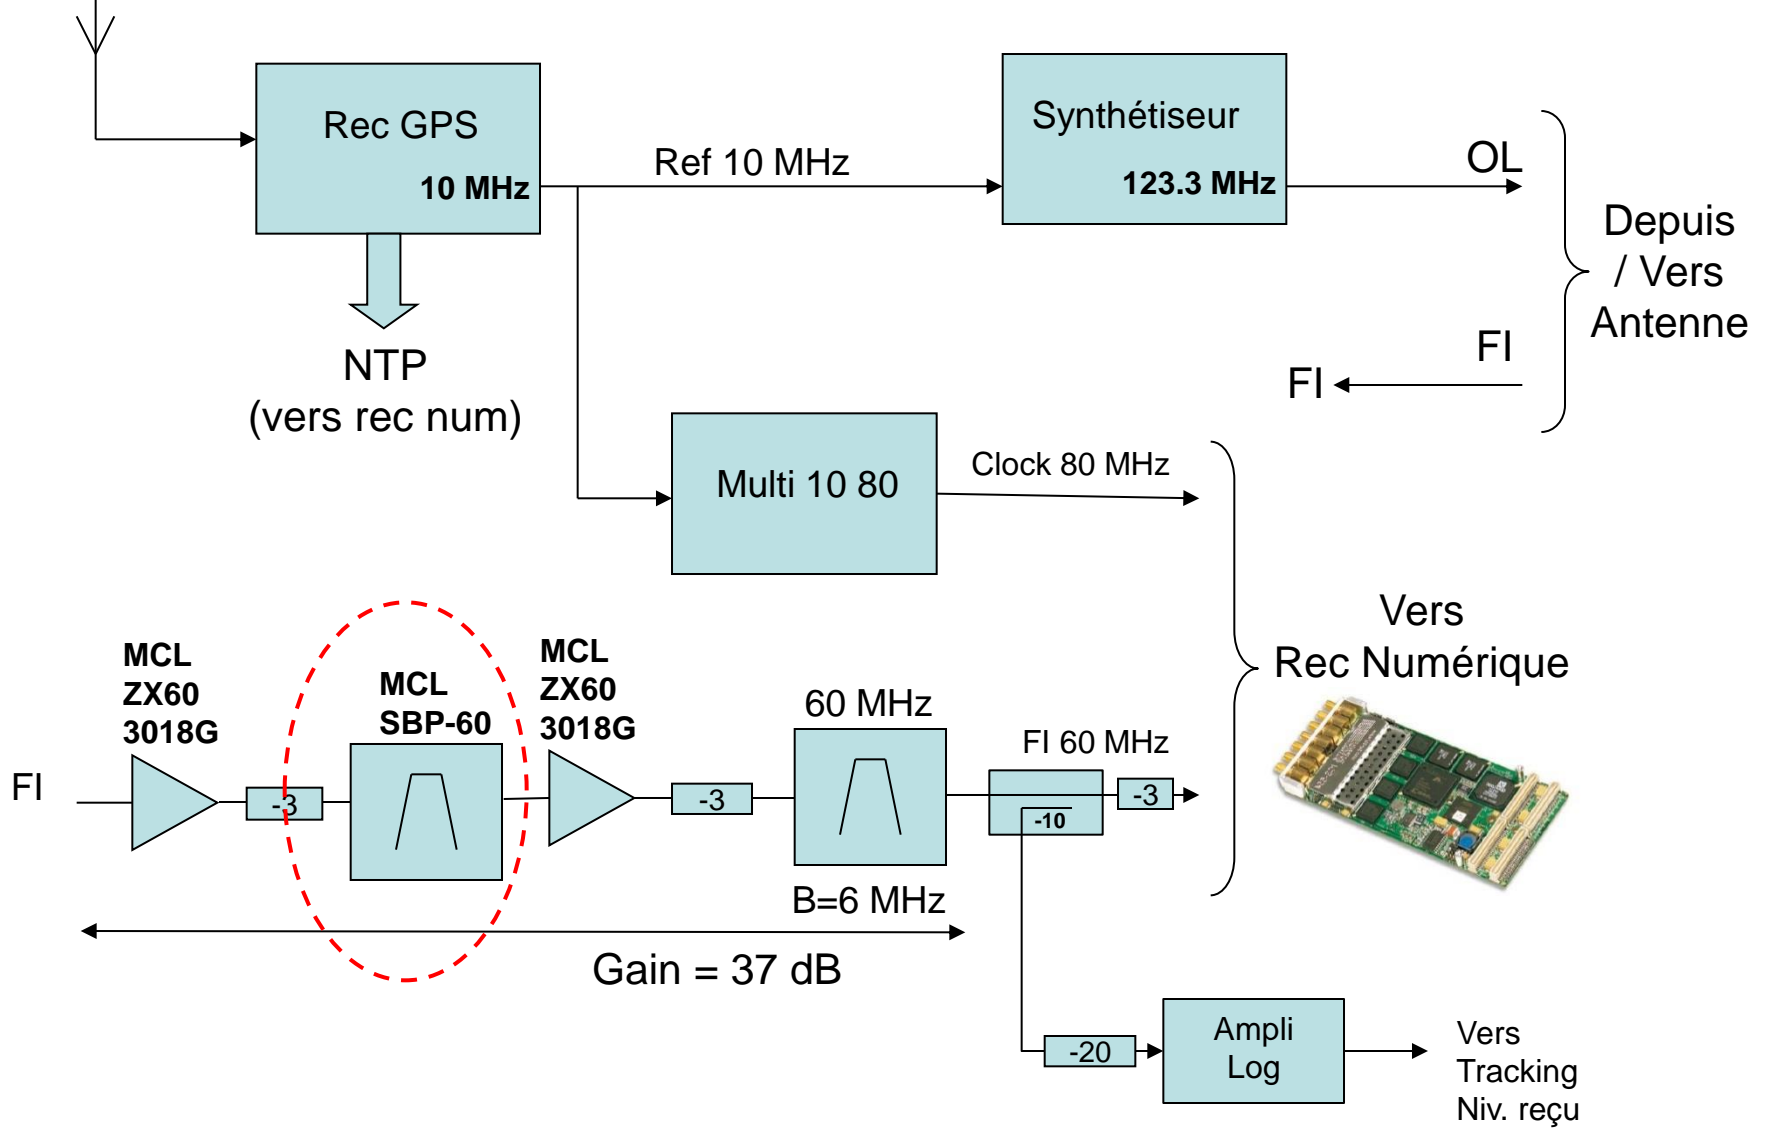 Rec GPS
10 MHz
Ref 10 MHz
Synthétiseur
123.3 MHz
OL
Depuis
/ Vers
Antenne
FI
FI
NTP
(vers rec num)
Multi 10 80
Clock 80 MHz
Vers
Rec Numérique
MCL
ZX60
3018G
MCL
SBP-60
MCL
ZX60
3018G
60 MHz
FI 60 MHz
FI
-3
-3
-10
-3
B=6 MHz
Gain = 37 dB
-20
Ampli
Log
Vers
Tracking
Niv. reçu